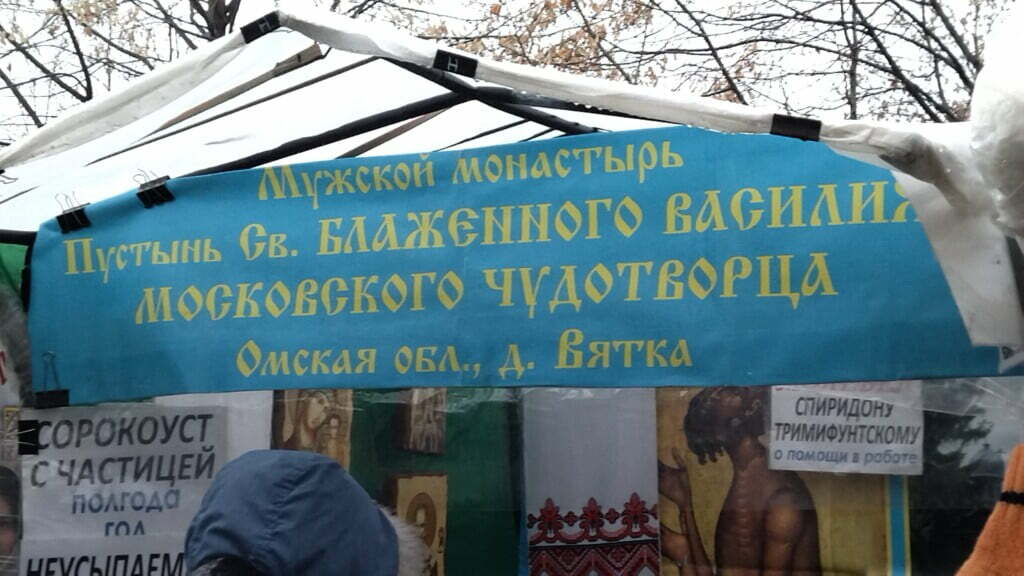 Мужской монастырь
Пустынь Св. БЛАЖЕННОГО ВАСИЛИЯ
МОСКОВСКОГО ЧУДОТВОРЦА
Омская обл., д. Вятка
СОРОКОУСТ
С ЧАСТИЦЕЙ
полгода
год
НЕУСЫПАЕМ
СПИРИДОНУ
ТРИМИФУНТСКОМУ
о помощи в работе